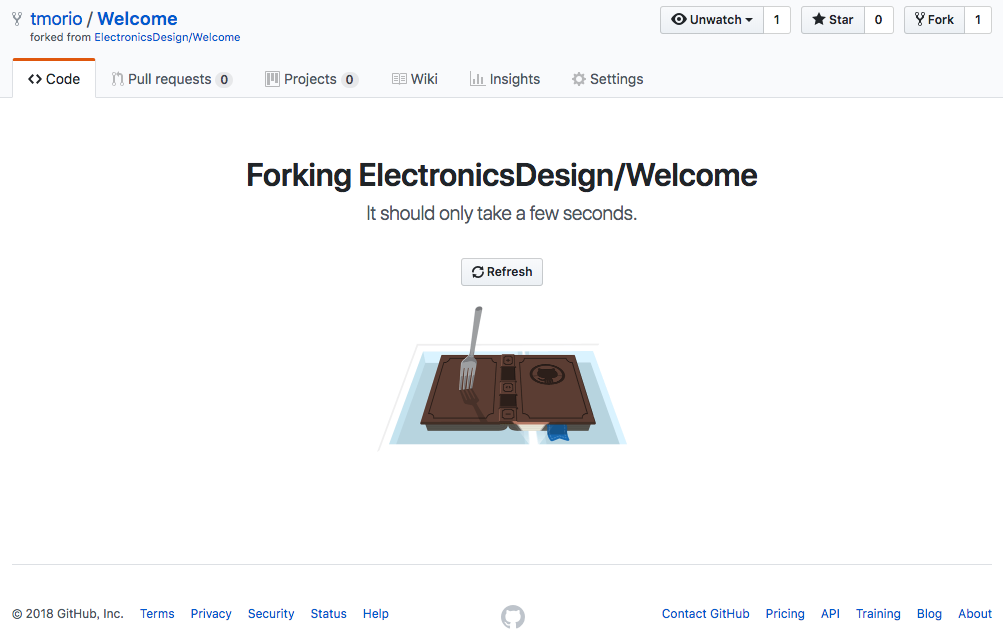 tmorio / Welcome
forked from ElectronicsDesign/Welcome
Unwatch 1 Star 0 Fork 1
Code Pull requests 0 Projects 0 Wiki Insights Settings
Forking ElectronicsDesign/Welcome
It should only take a few seconds.
Refresh
© 2018 GitHub, Inc. Terms Privacy Security Status Help Contact GitHub Pricing API Training Blog About